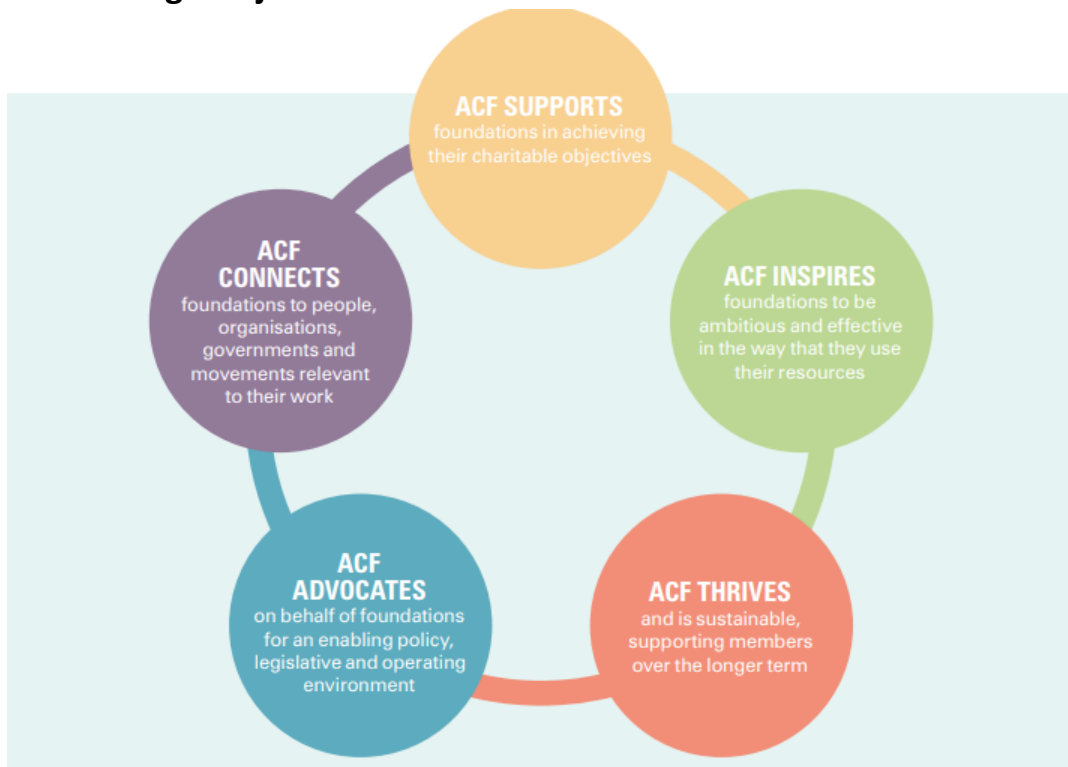 ACF SUPPORTS
foundations in achieving
their charitable objectives
ACF INSPIRES
foundations to be
ambitious and effective
in the way that they use
their resources
ACF THRIVES
and is sustainable,
supporting members
over the longer term
ACF
ADVOCATES
on behalf of foundations
for an enabling policy,
legislative and operating
environment
ACF
CONNECTS
foundations to people,
organisations,
governments and
movements relevant
to their work